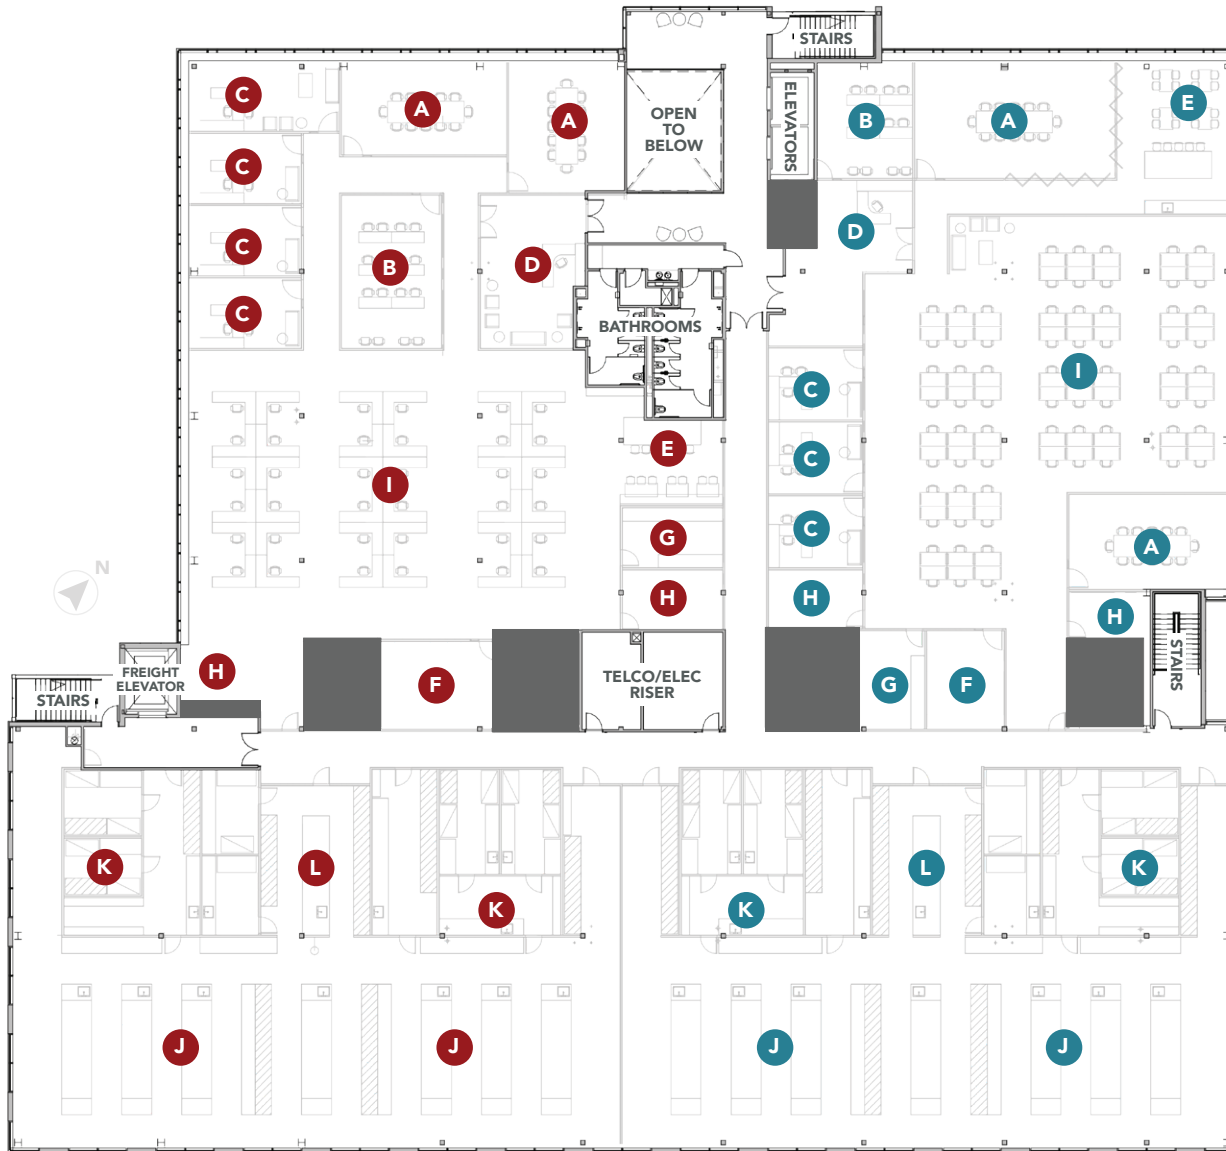 STAIRS
C
A
A
OPEN
TO
BELOW
ELEVATORS
B
A
E
C
C
B
D
D
C
BATHROOMS
I
C
E
C
I
C
G
A
N
H
H
H
FREIGHT
ELEVATOR
STAIRS
H
F
TELCO/ELEC
RISER
G
F
STAIRS
K
L
K
K
L
K
J
J
J
J